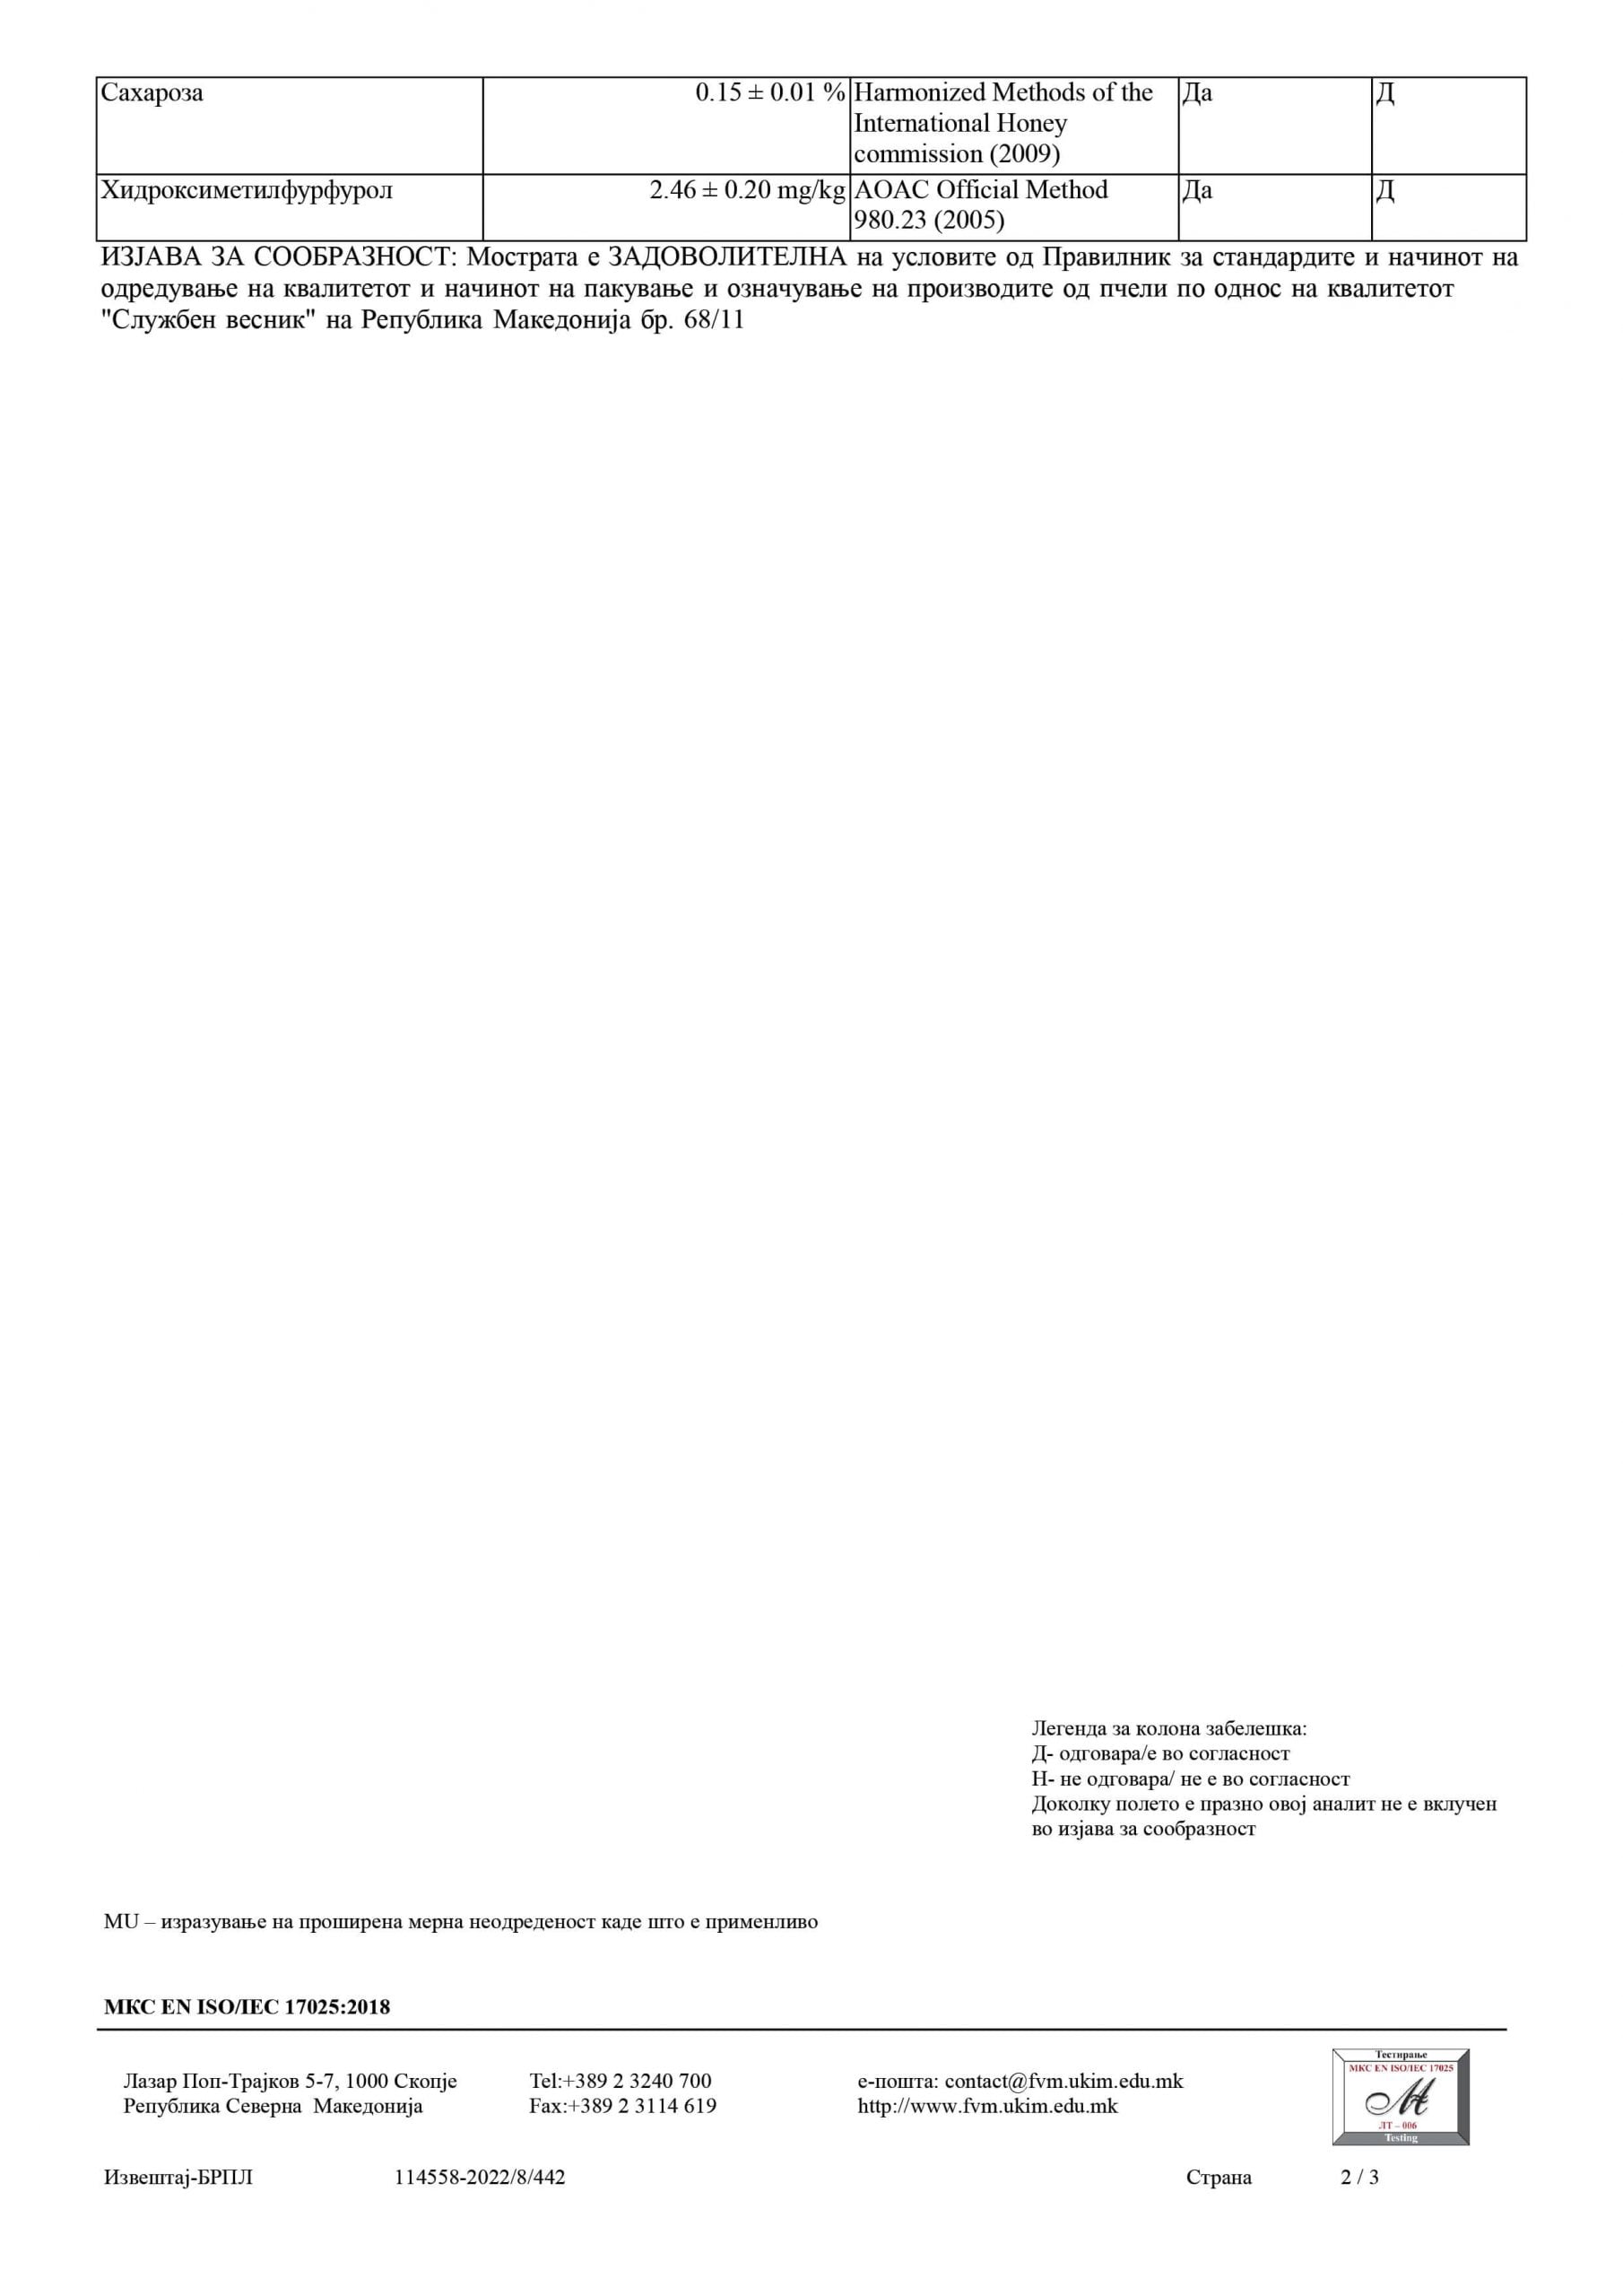 Сахароза 0.15 ± 0.01 % Harmonized Methods of the Да Д
International Honey
commission (2009)
Хидроксиметилфурфурол 2.46 ± 0.20 mg/kg AOAC Official Method Да Д
980.23 (2005)
ИЗЈАВА ЗА СООБРАЗНОСТ: Мострата е ЗАДОВОЛИТЕЛНА на условите од Правилник за стандардите и начинот на
одредување на квалитетот и начинот на пакување и означување на производите од пчели по однос на квалитетот
"Службен весник" на Република Македонија бр. 68/11
Легенда за колона забелешка:
Д- одговара/е во согласност
Н- не одговара/ не е во согласност
Доколку полето е празно овој аналит не е вклучен
во изјава за сообразност
MU – изразување на проширена мерна неодреденост каде што е применливо
МКС EN ISO/IEC 17025:2018
Лазар Поп-Трајков 5-7, 1000 Скопје Tel:+389 2 3240 700 е-пошта: contact@fvm.ukim.edu.mk
Република Северна Македонија Fax:+389 2 3114 619 http://www.fvm.ukim.edu.mk
Тестирање
МКС EN ISO/IEC 17025
ЛТ – 006
Testing
Извештај-БРПЛ 114558-2022/8/442 Страна 2 / 3